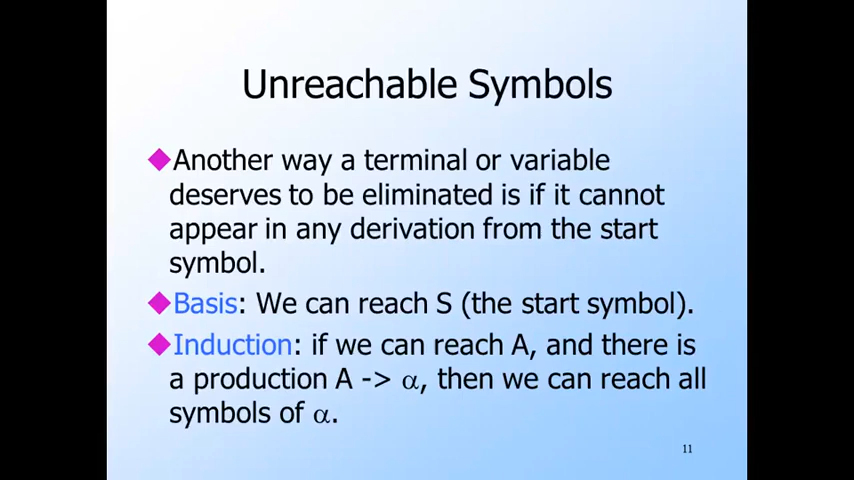 Unreachable Symbols
Another way a terminal or variable
deserves to be eliminated is if it cannot
appear in any derivation from the start
symbol.
Basis: We can reach S (the start symbol).
Induction: if we can reach A, and there is
a production A -> α, then we can reach all
symbols of α.
11